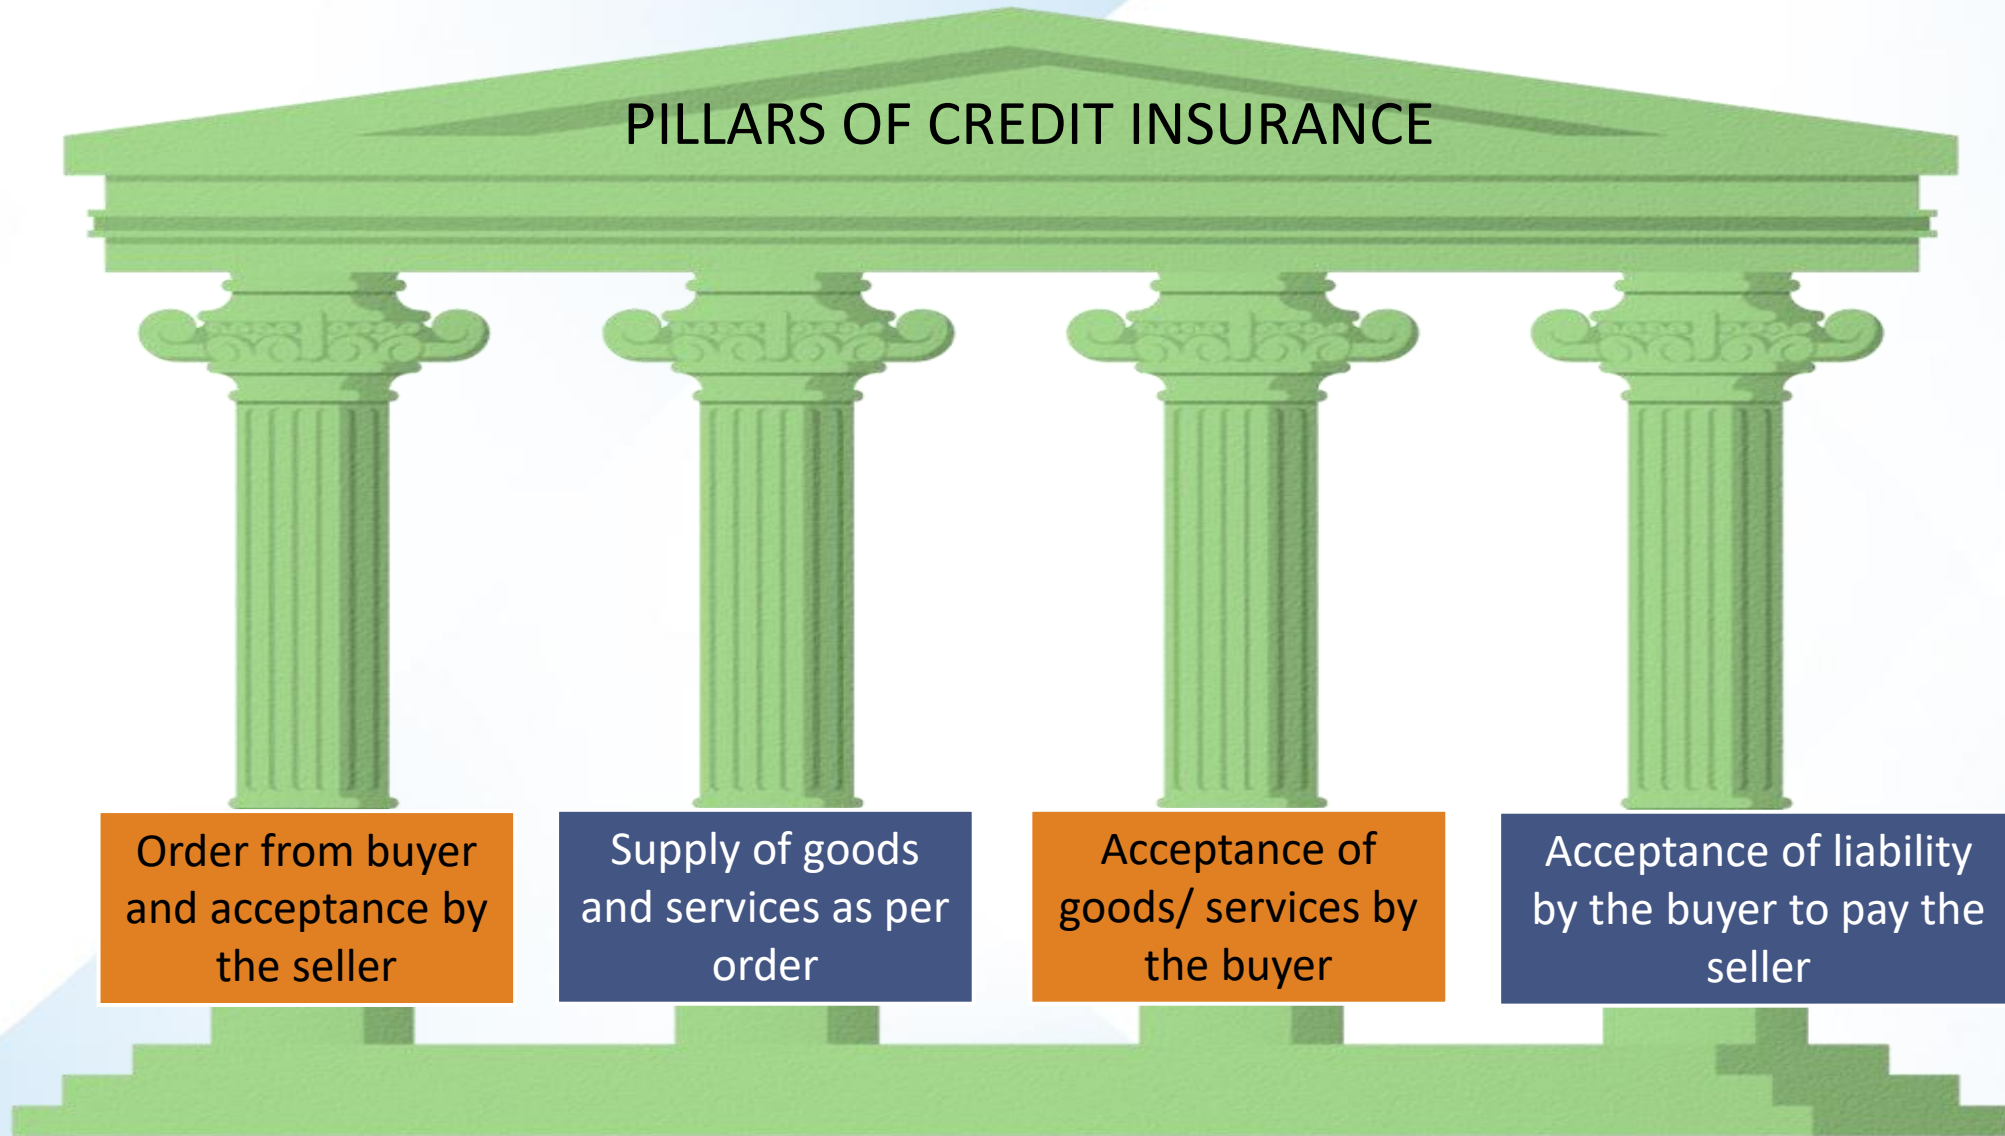 PILLARS OF CREDIT INSURANCE
Order from buyer
and acceptance by
the seller
Supply of goods
and services as per
order
Acceptance of
goods/ services by
the buyer
Acceptance of liability
by the buyer to pay the
seller